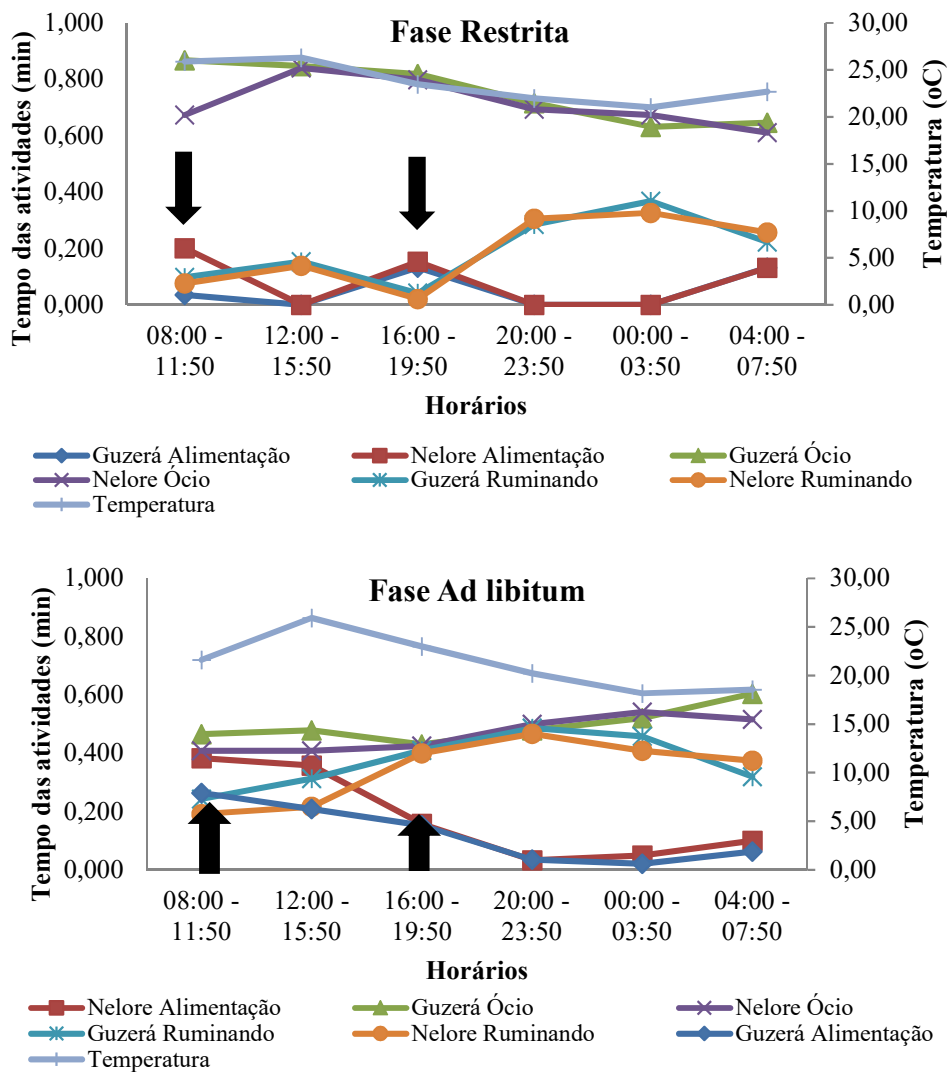 Fase Restrita
Tempo das atividades (min)
1,000
0,800
0,600
0,400
0,200
0,000
30,00
25,00
20,00
15,00
10,00
5,00
0,00
Temperatura (oC)
08:00 - 12:00 - 16:00 - 20:00 - 00:00 - 04:00 -
11:50 15:50 19:50 23:50 03:50 07:50
Horários
Guzerá Alimentação Nelore Alimentação Guzerá Ócio
Nelore Ócio Guzerá Ruminando Nelore Ruminando
Temperatura
Fase Ad libitum
Tempo das atividades (min)
1,000
0,800
0,600
0,400
0,200
0,000
30,00
25,00
20,00
15,00
10,00
5,00
0,00
Temperatura (oC)
08:00 - 12:00 - 16:00 - 20:00 - 00:00 - 04:00 -
11:50 15:50 19:50 23:50 03:50 07:50
Horários
Nelore Alimentação Guzerá Ócio Nelore Ócio
Guzerá Ruminando Nelore Ruminando Guzerá Alimentação
Temperatura